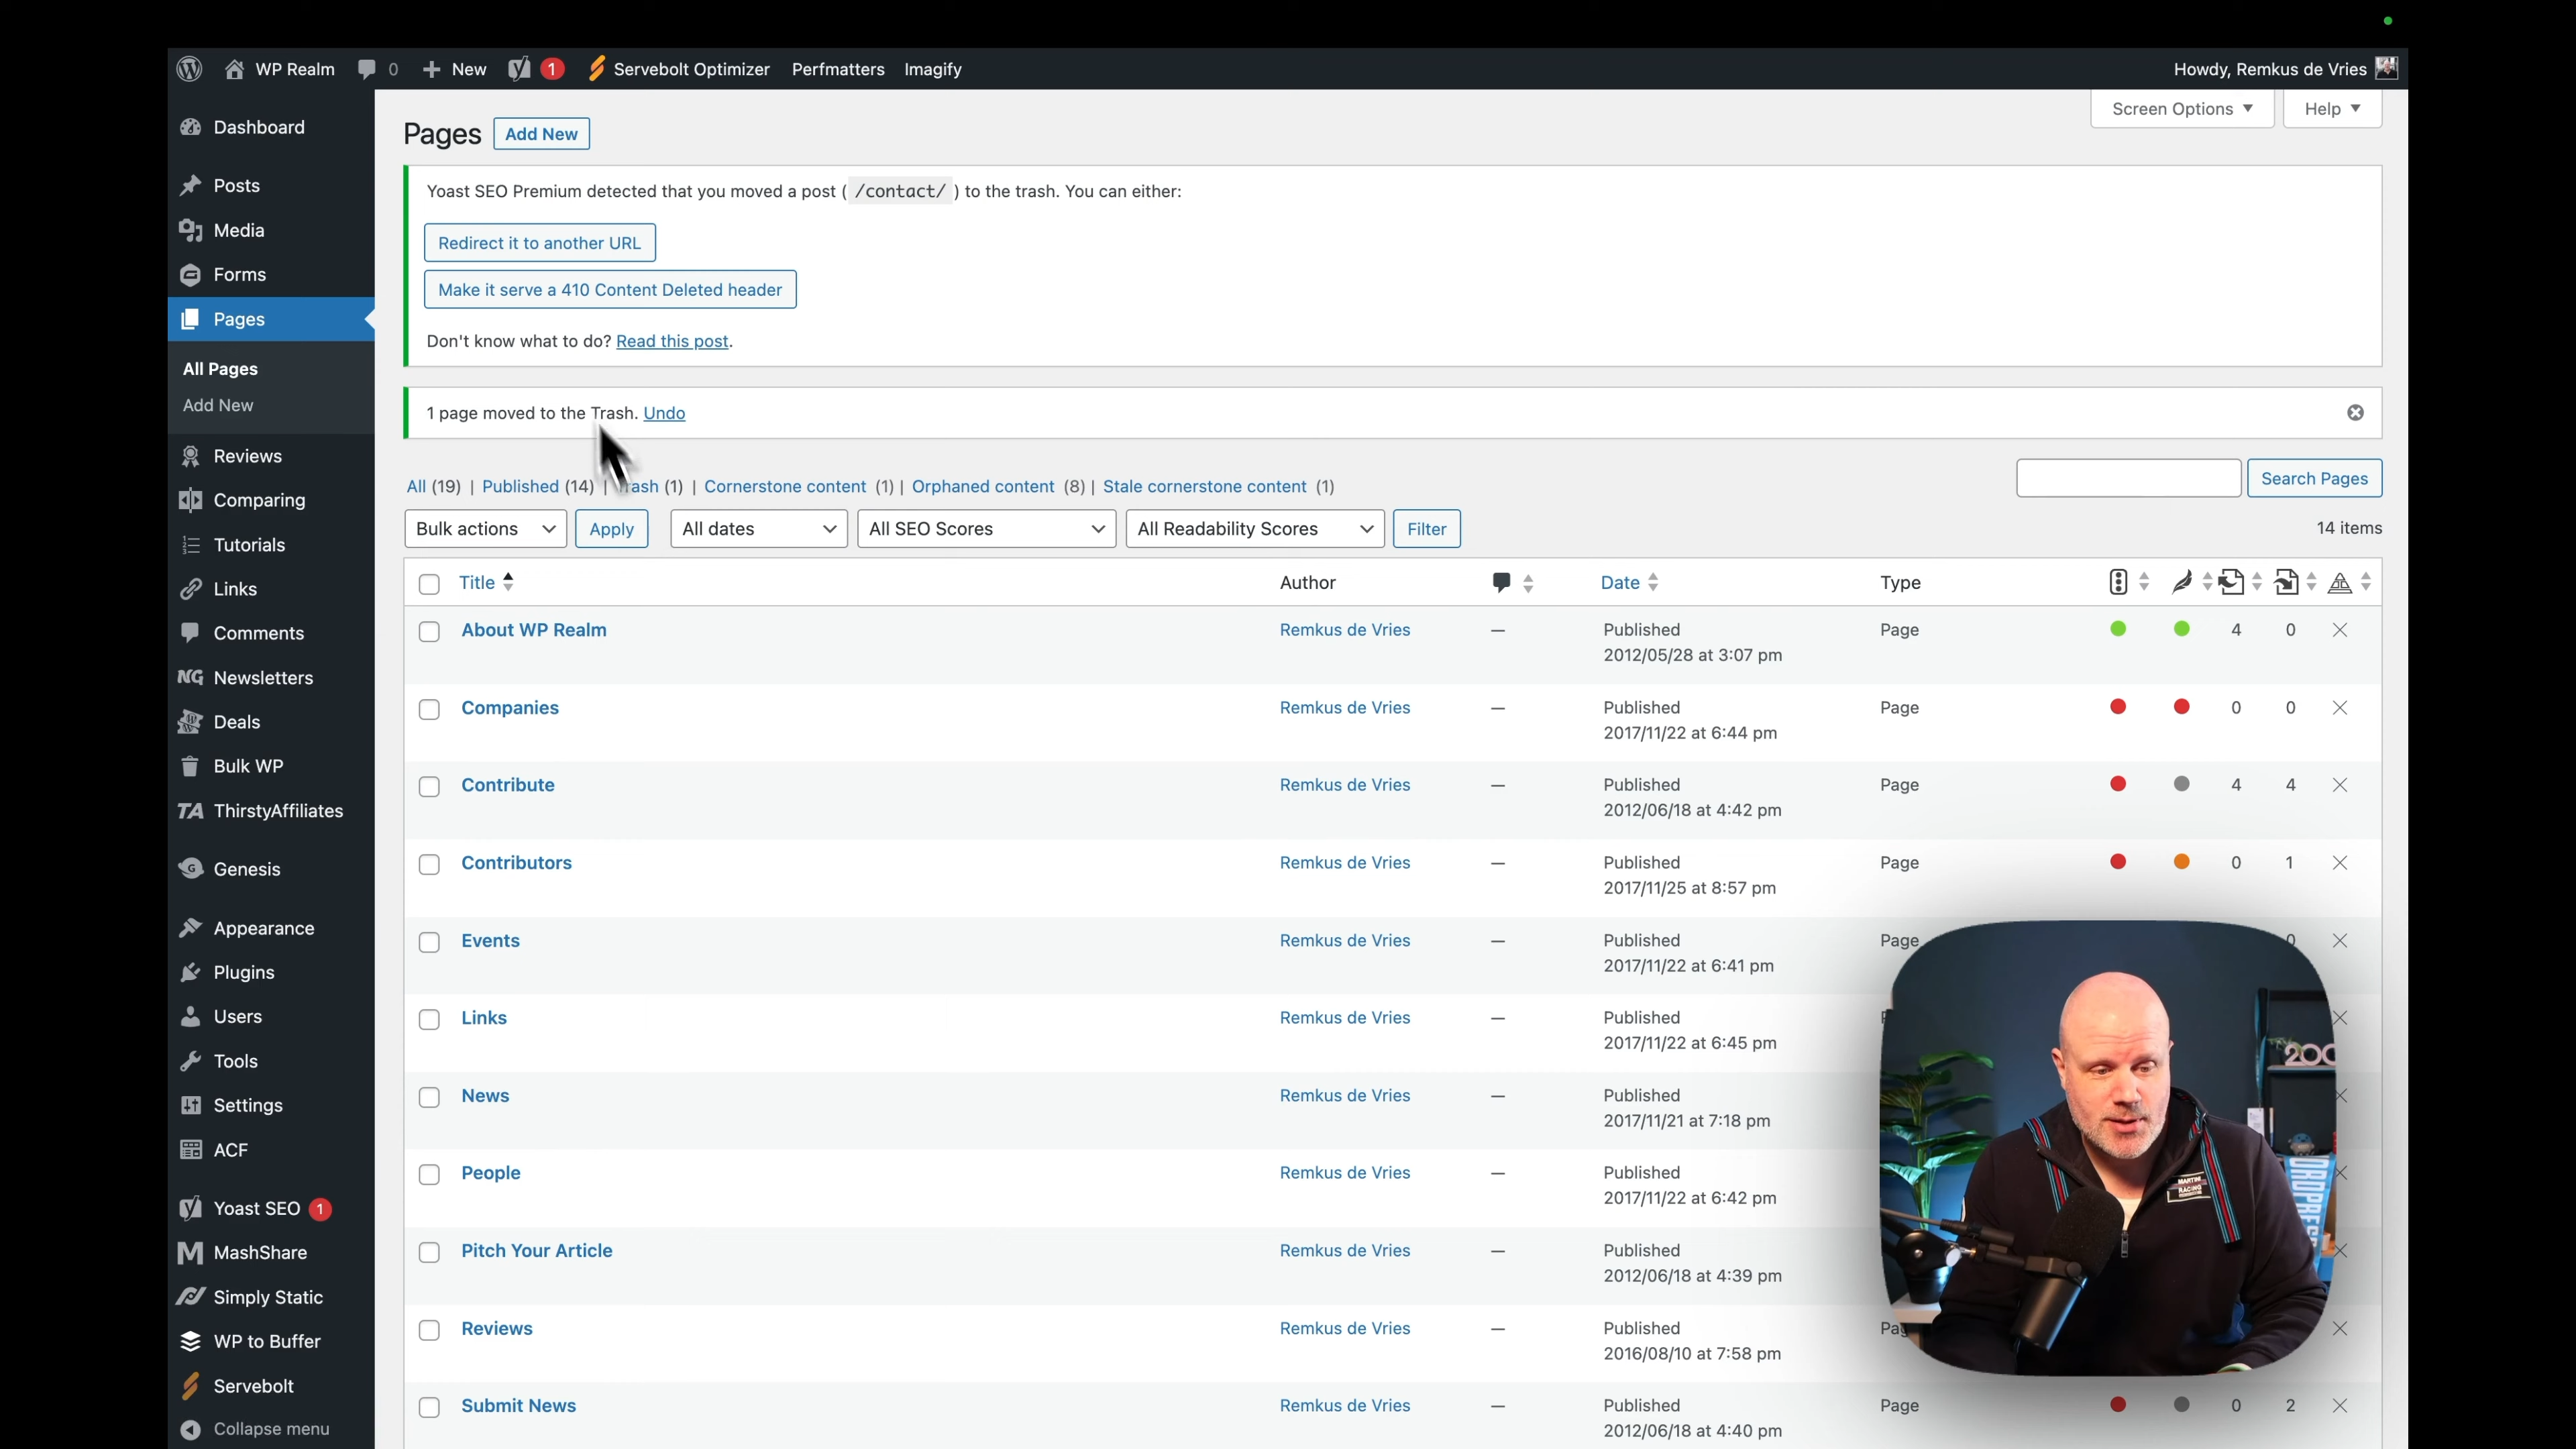 WP Realm 0 New 1 Servebolt Optimizer Perfmatters Imagify Howdy, Remkus de Vries
Dashboard
Posts
Media
Forms
Pages
All Pages
Add New
Reviews
Comparing
Tutorials
Links
Comments
NG Newsletters
Deals
Bulk WP
TA ThirstyAffiliates
Genesis
Appearance
Plugins
Users
Tools
Settings
ACF
Yoast SEO 1
MashShare
Simply Static
WP to Buffer
Servebolt
Collapse menu
Screen Options Help
Pages Add New
Yoast SEO Premium detected that you moved a post ( /contact/ ) to the trash. You can either:
Redirect it to another URL
Make it serve a 410 Content Deleted header
Don't know what to do? Read this post.
1 page moved to the Trash. Undo
All (19) | Published (14) | Trash (1) | Cornerstone content (1) | Orphaned content (8) | Stale cornerstone content (1)
Search Pages
Bulk actions Apply All dates All SEO Scores All Readability Scores Filter 14 items
Title Author Date Type
About WP Realm Remkus de Vries — Published Page 4 0
2012/05/28 at 3:07 pm
Companies Remkus de Vries — Published Page 0 0
2017/11/22 at 6:44 pm
Contribute Remkus de Vries — Published Page 4 4
2012/06/18 at 4:42 pm
Contributors Remkus de Vries — Published Page 0 1
2017/11/25 at 8:57 pm
Events Remkus de Vries — Published Page 0
2017/11/22 at 6:41 pm
Links Remkus de Vries — Published
2017/11/22 at 6:45 pm
News Remkus de Vries — Published
2017/11/21 at 7:18 pm
People Remkus de Vries — Published
2017/11/22 at 6:42 pm
Pitch Your Article Remkus de Vries — Published
2012/06/18 at 4:39 pm
Reviews Remkus de Vries — Published
2016/08/10 at 7:58 pm
Submit News Remkus de Vries — Published Page 0 2
2012/06/18 at 4:40 pm
200
MARTINI
RACING